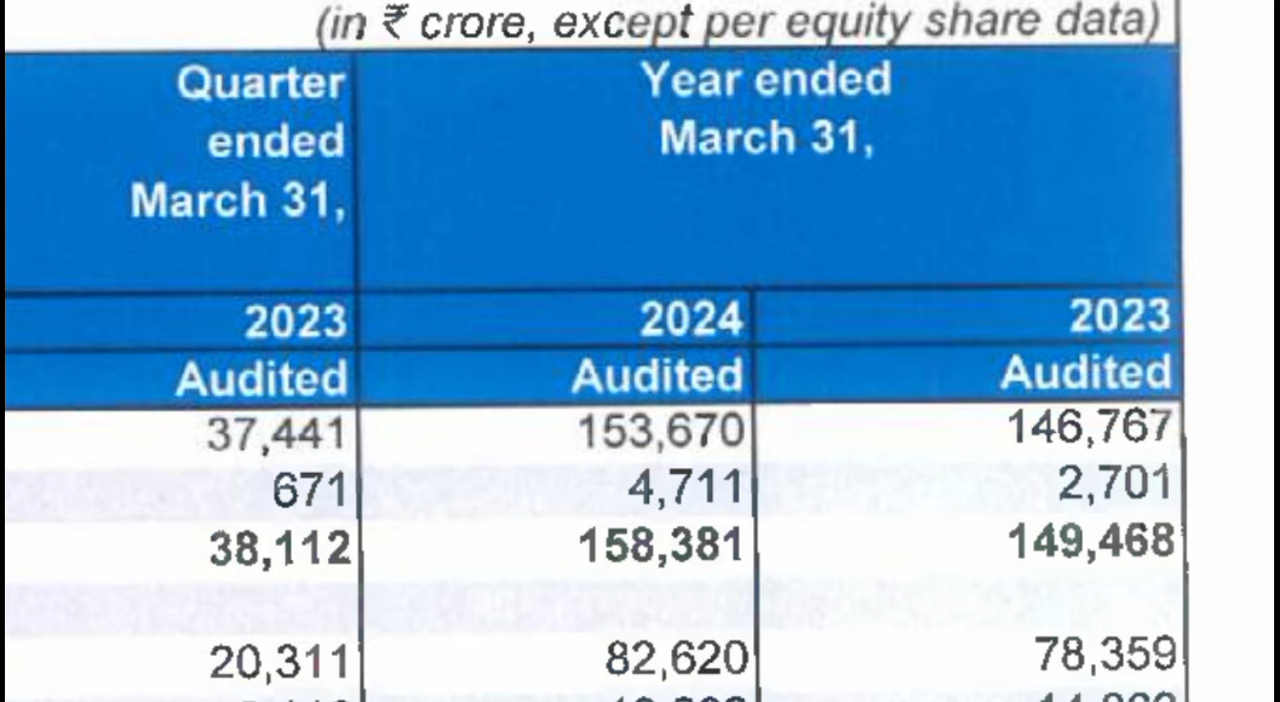 (in ₹ crore, except per equity share data)
Quarter ended March 31,
Year ended March 31,
2023 2024 2023
Audited Audited Audited
37,441 153,670 146,767
671 4,711 2,701
38,112 158,381 149,468
20,311 82,620 78,359